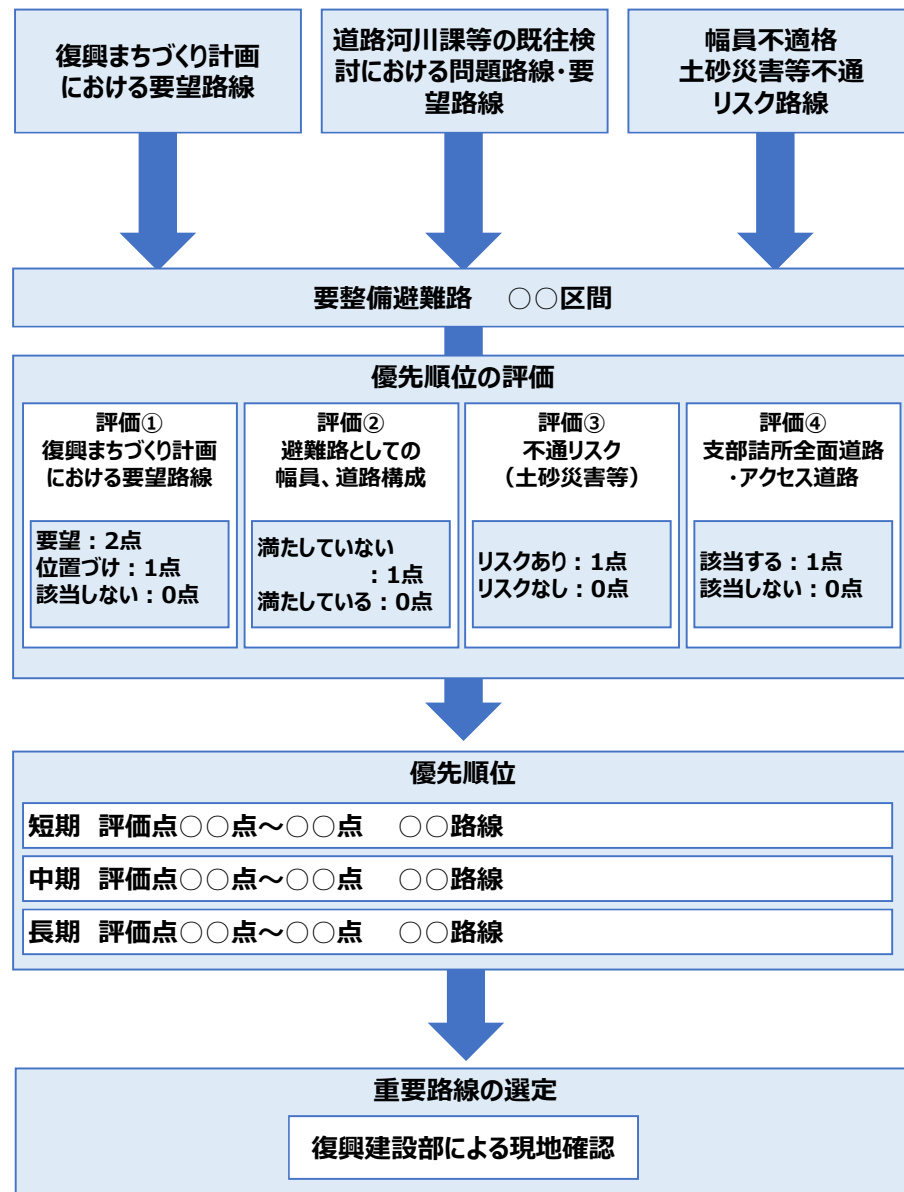 復興まちづくり計画
における要望路線
道路河川課等の既往検
討における問題路線・要
望路線
幅員不適格
土砂災害等不通
リスク路線
要整備避難路　○○区間
優先順位の評価
評価①
復興まちづくり計画
における要望路線
要望：2点
位置づけ：1点
該当しない：0点
評価②
避難路としての
幅員、道路構成
満たしていない
：1点
満たしている：0点
評価③
不通リスク
（土砂災害等）
リスクあり：1点
リスクなし：0点
評価④
支部詰所全面道路
・アクセス道路
該当する：1点
該当しない：0点
優先順位
短期　評価点○○点～○○点　○○路線
中期　評価点○○点～○○点　○○路線
長期　評価点○○点～○○点　○○路線
重要路線の選定
復興建設部による現地確認